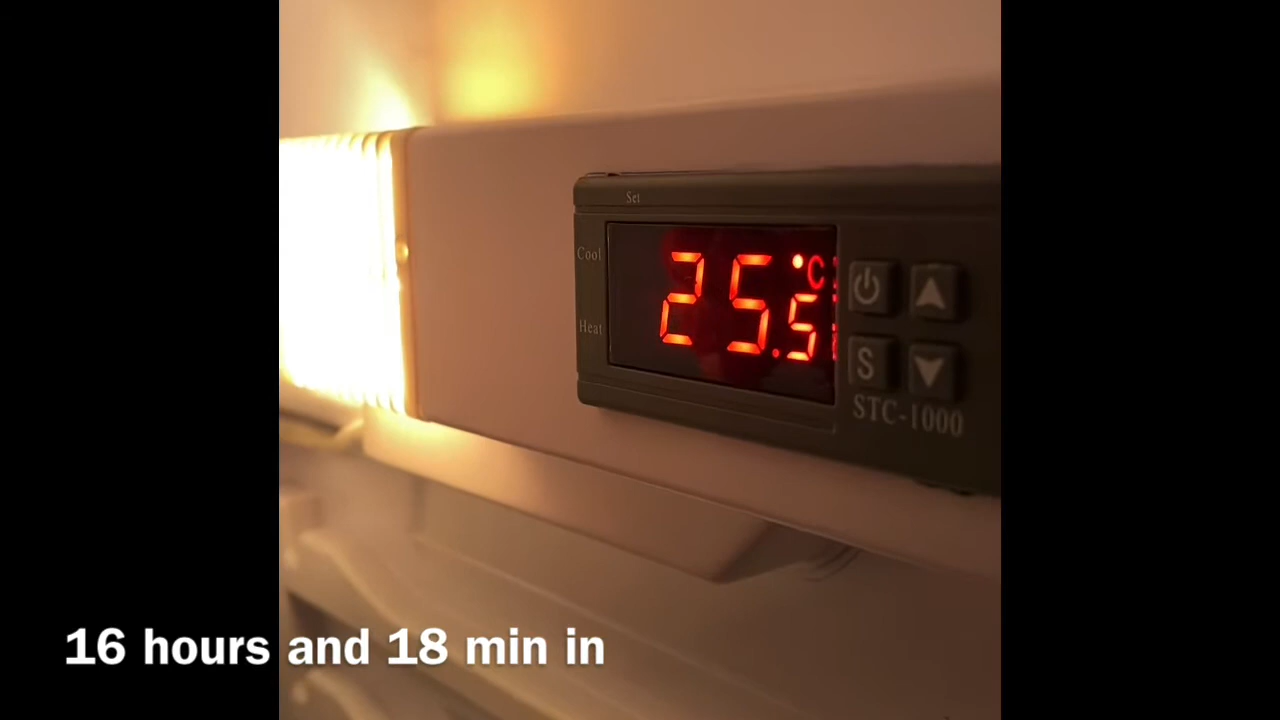 Set
Cool
Heat
25.5
°C
S
STC-1000
16 hours and 18 min in